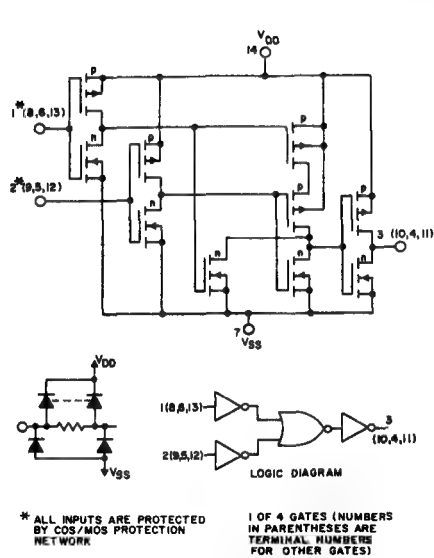 VDD
14
p
1 *(8,6,13)
n
p
2 *(9,5,12)
n
p
p
n
n
p
3 (10,4,11)
n
7
VSS
VDD
VSS
1(8,6,13)
2(9,5,12)
3
(10,4,11)
LOGIC DIAGRAM
* ALL INPUTS ARE PROTECTED
BY COS/MOS PROTECTION
NETWORK
1 OF 4 GATES (NUMBERS
IN PARENTHESES ARE
TERMINAL NUMBERS
FOR OTHER GATES)